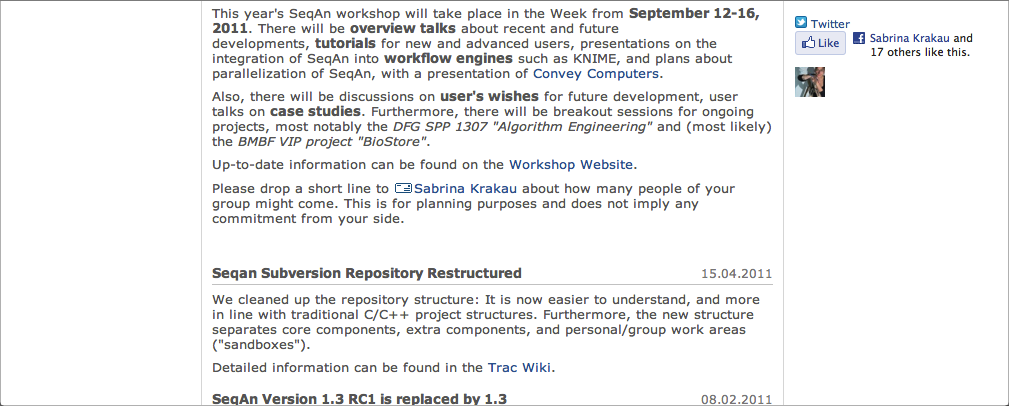 This year's SeqAn workshop will take place in the Week from September 12-16,
2011. There will be overview talks about recent and future
developments, tutorials for new and advanced users, presentations on the
integration of SeqAn into workflow engines such as KNIME, and plans about
parallelization of SeqAn, with a presentation of Convey Computers.
Also, there will be discussions on user's wishes for future development, user
talks on case studies. Furthermore, there will be breakout sessions for ongoing
projects, most notably the DFG SPP 1307 "Algorithm Engineering" and (most likely)
the BMBF VIP project "BioStore".
Up-to-date information can be found on the Workshop Website.
Please drop a short line to Sabrina Krakau about how many people of your
group might come. This is for planning purposes and does not imply any
commitment from your side.
Seqan Subversion Repository Restructured 15.04.2011
We cleaned up the repository structure: It is now easier to understand, and more
in line with traditional C/C++ project structures. Furthermore, the new structure
separates core components, extra components, and personal/group work areas
("sandboxes").
Detailed information can be found in the Trac Wiki.
SeqAn Version 1.3 RC1 is replaced by 1.3 08.02.2011
Twitter
Like
Sabrina Krakau and
17 others like this.